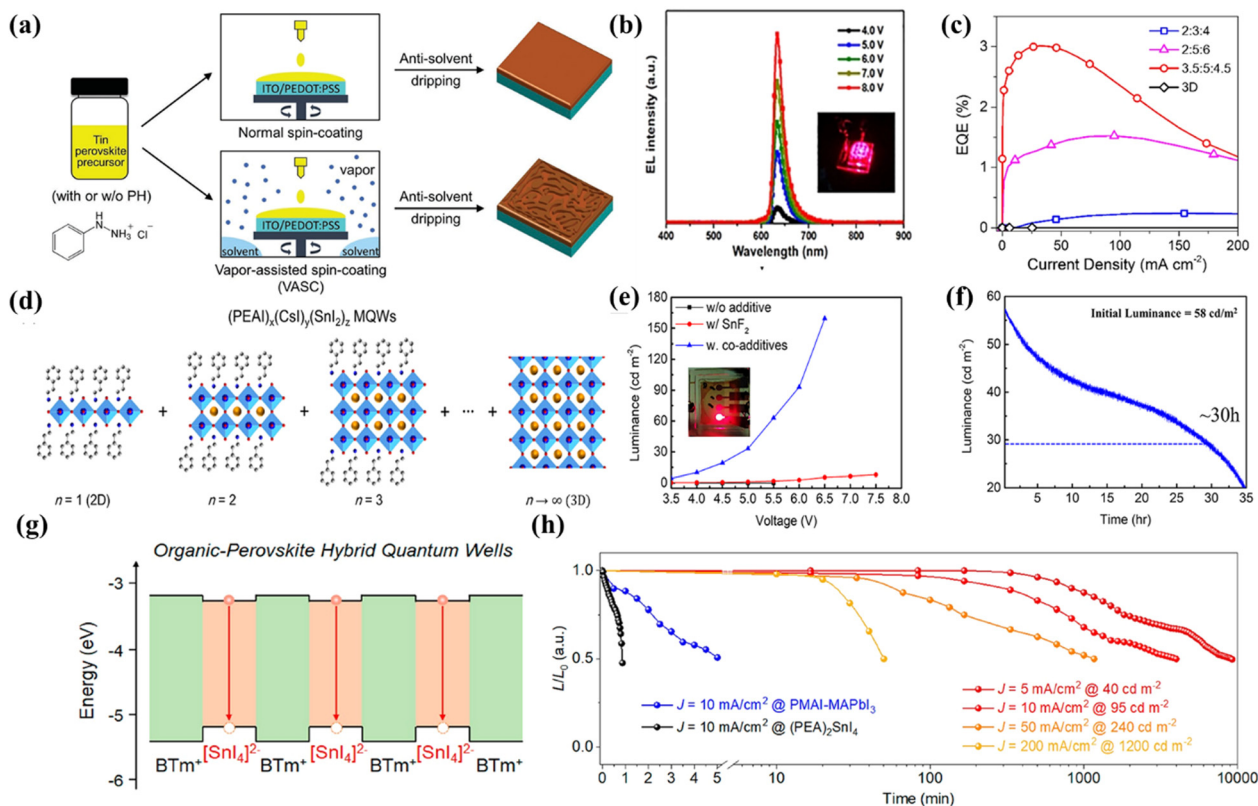 (a)
Tin
perovskite
precursor
(with or w/o PH)
H
N
NH₃⁺ Cl⁻
ITO/PEDOT:PSS
Normal spin-coating
Anti-solvent
dripping
vapor
ITO/PEDOT:PSS
solvent
solvent
Vapor-assisted spin-coating
(VASC)
Anti-solvent
dripping
(b)
EL intensity (a.u.)
4.0 V
5.0 V
6.0 V
7.0 V
8.0 V
400 500 600 700 800 900
Wavelength (nm)
(c)
EQE (%)
3
2
1
0
2:3:4
2:5:6
3.5:5:4.5
3D
0 50 100 150 200
Current Density (mA cm⁻²)
(d)
(PEAI)ₓ(CsI)ᵧ(SnI₂)_z MQWs
+ + + ··· +
n = 1 (2D) n = 2 n = 3 n → ∞ (3D)
(e)
Luminance (cd m⁻²)
180
150
120
90
60
30
0
w/o additive
w/ SnF₂
w. co-additives
3.5 4.0 4.5 5.0 5.5 6.0 6.5 7.0 7.5 8.0
Voltage (V)
(f)
Luminance (cd m⁻²)
60
50
40
30
20
Initial Luminance = 58 cd/m²
~30h
5 10 15 20 25 30 35
Time (hr)
(g)
Organic-Perovskite Hybrid Quantum Wells
Energy (eV)
-3
-4
-5
-6
BTm⁺ [SnI₄]²⁻ BTm⁺ [SnI₄]²⁻ BTm⁺ [SnI₄]²⁻ BTm⁺
(h)
L/L₀ (a.u.)
1.0
0.5
0.0
J = 10 mA/cm² @ PMAI-MAPbI₃
J = 10 mA/cm² @ (PEA)₂SnI₄
J = 5 mA/cm² @ 40 cd m⁻²
J = 10 mA/cm² @ 95 cd m⁻²
J = 50 mA/cm² @ 240 cd m⁻²
J = 200 mA/cm² @ 1200 cd m⁻²
0 1 2 3 4 5 10 100 1000 10000
Time (min)